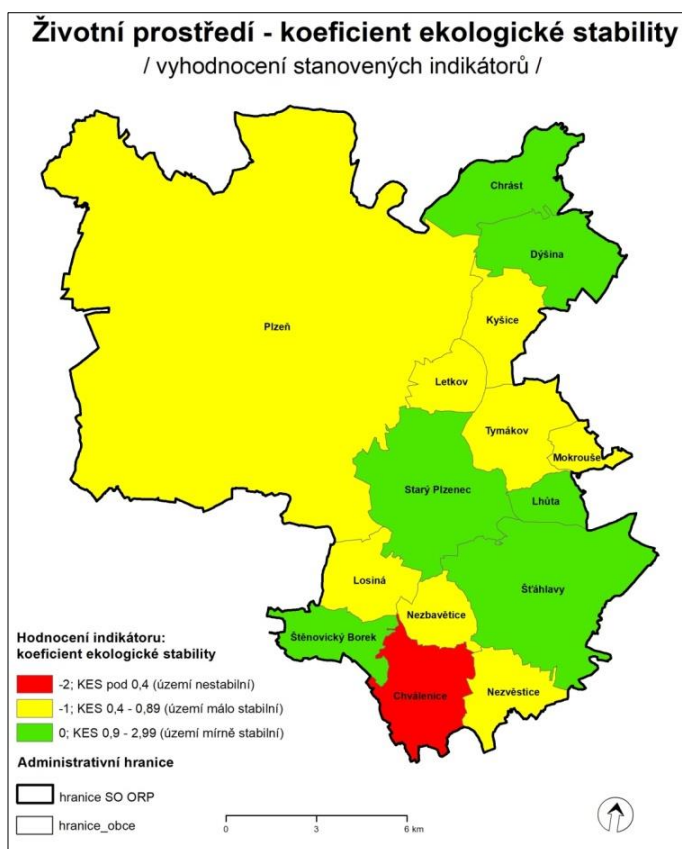 Životní prostředí - koeficient ekologické stability
/ vyhodnocení stanovených indikátorů /
Chrást
Dýšina
Plzeň
Kyšice
Letkov
Tymákov
Mokrouše
Starý Plzenec
Lhůta
Losiná
Šťáhlavy
Nezbavětice
Štěnovický Borek
Chválenice
Nezvěstice
Hodnocení indikátoru:
koeficient ekologické stability
-2; KES pod 0,4 (území nestabilní)
-1; KES 0,4 - 0,89 (území málo stabilní)
0; KES 0,9 - 2,99 (území mírně stabilní)
Administrativní hranice
hranice SO ORP
hranice_obce
0 3 6 km